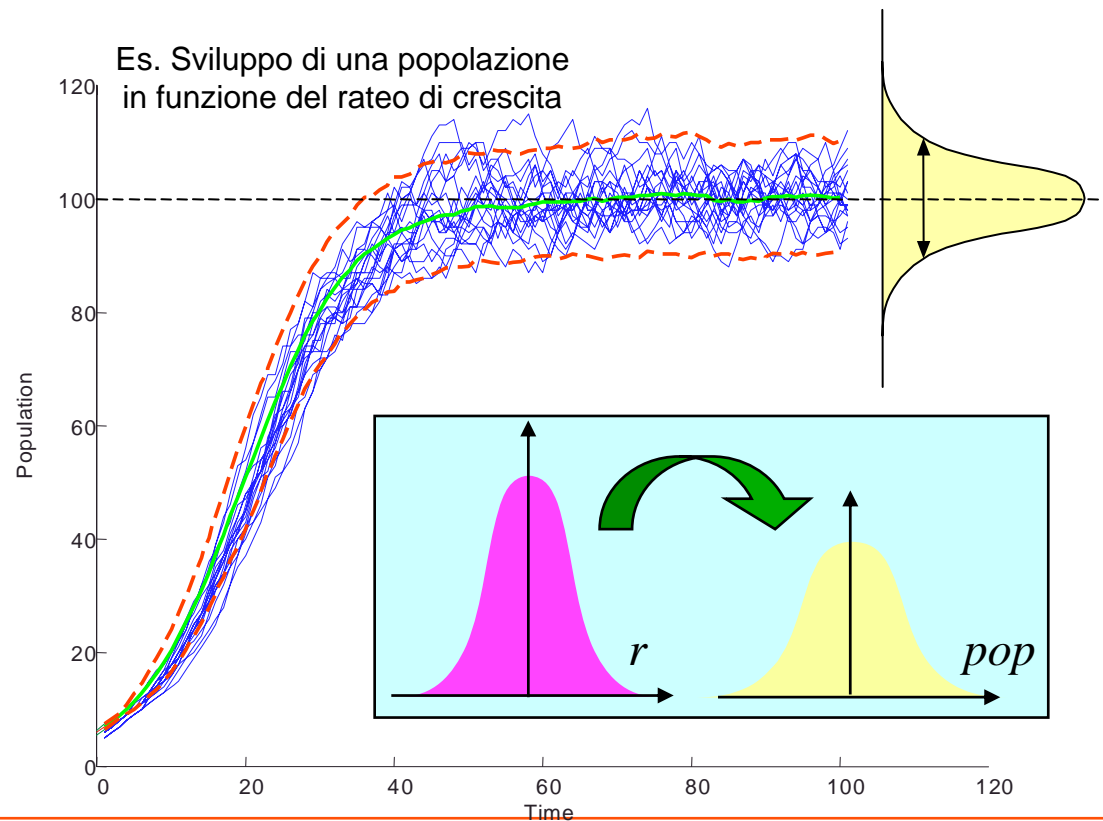 Es. Sviluppo di una popolazione
in funzione del rateo di crescita
120
100
80
60
40
20
0
Population
r
pop
0 20 40 60 80 100 120
Time